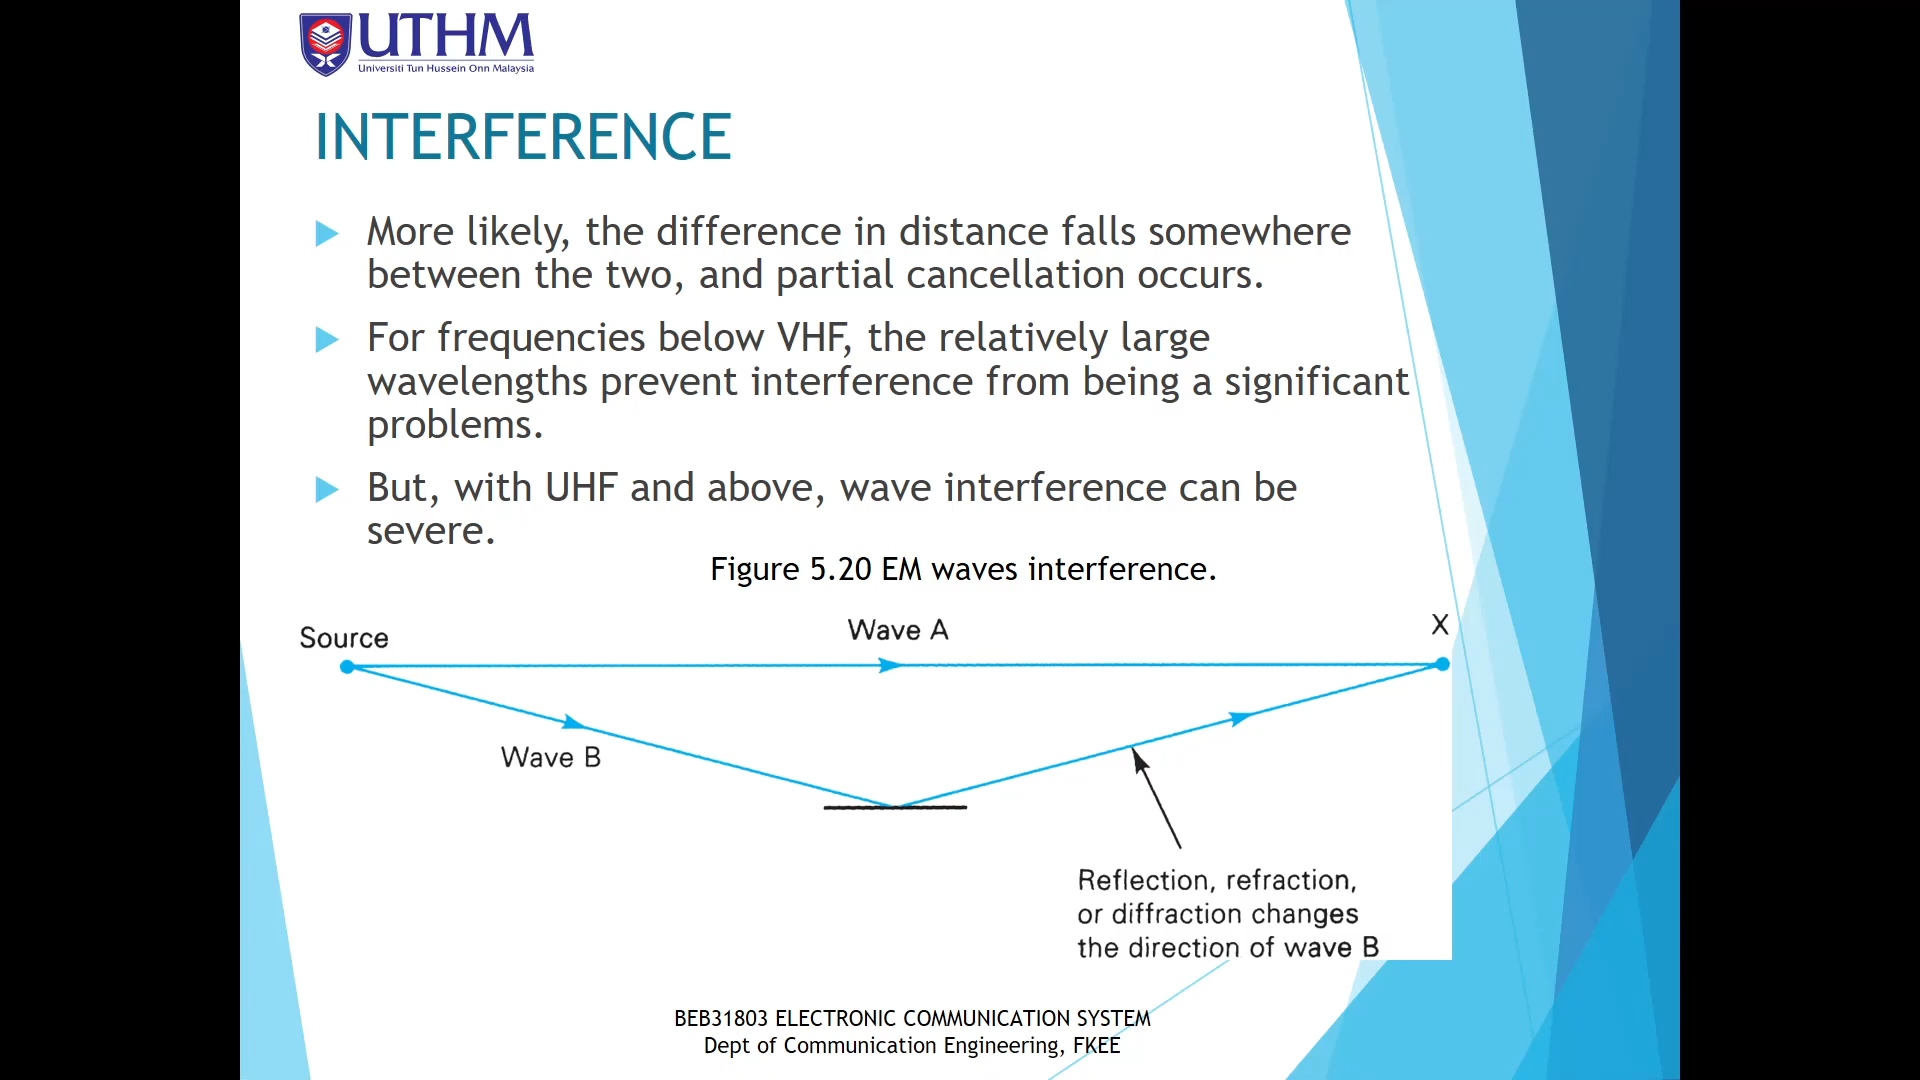 UTHM
Universiti Tun Hussein Onn Malaysia
INTERFERENCE
More likely, the difference in distance falls somewhere
between the two, and partial cancellation occurs.
For frequencies below VHF, the relatively large
wavelengths prevent interference from being a significant
problems.
But, with UHF and above, wave interference can be
severe.
Figure 5.20 EM waves interference.
Source
Wave A
X
Wave B
Reflection, refraction,
or diffraction changes
the direction of wave B
BEB31803 ELECTRONIC COMMUNICATION SYSTEM
Dept of Communication Engineering, FKEE